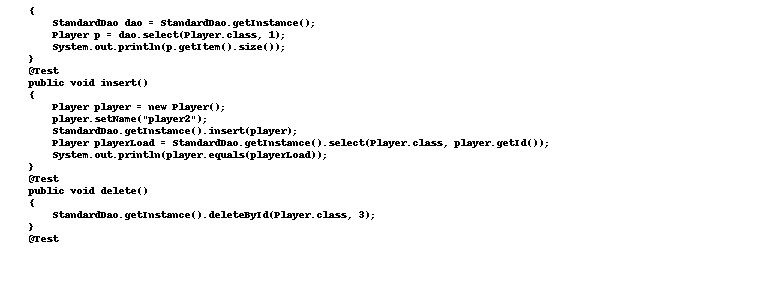 {
StandardDao dao = StandardDao.getInstance();
Player p = dao.select(Player.class, 1);
System.out.println(p.getItem().size());
}
@Test
public void insert()
{
Player player = new Player();
player.setName("player2");
StandardDao.getInstance().insert(player);
Player playerLoad = StandardDao.getInstance().select(Player.class, player.getId());
System.out.println(player.equals(playerLoad));
}
@Test
public void delete()
{
StandardDao.getInstance().deleteById(Player.class, 3);
}
@Test